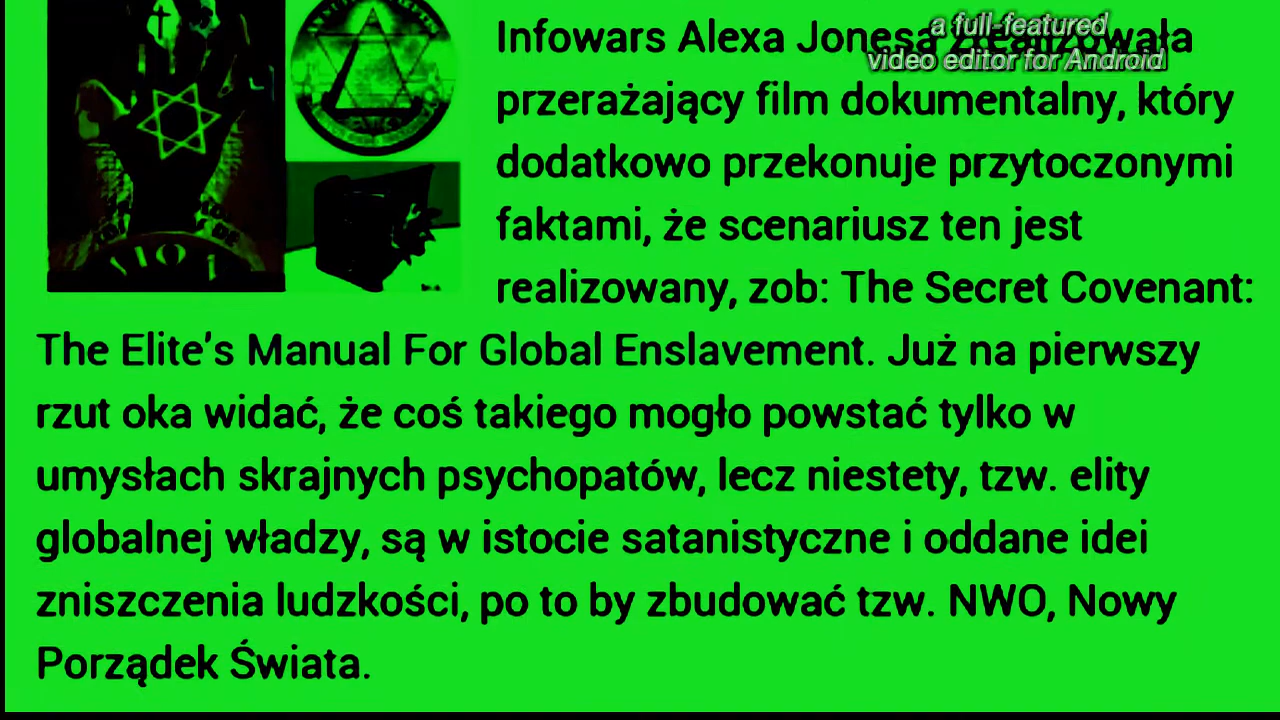 Infowars Alexa Jonesa zrealizowała
a full-featured
video editor for Android
przerażający film dokumentalny, który
dodatkowo przekonuje przytoczonymi
faktami, że scenariusz ten jest
realizowany, zob: The Secret Covenant:
The Elite's Manual For Global Enslavement. Już na pierwszy
rzut oka widać, że coś takiego mogło powstać tylko w
umysłach skrajnych psychopatów, lecz niestety, tzw. elity
globalnej władzy, są w istocie satanistyczne i oddane idei
zniszczenia ludzkości, po to by zbudować tzw. NWO, Nowy
Porządek Świata.